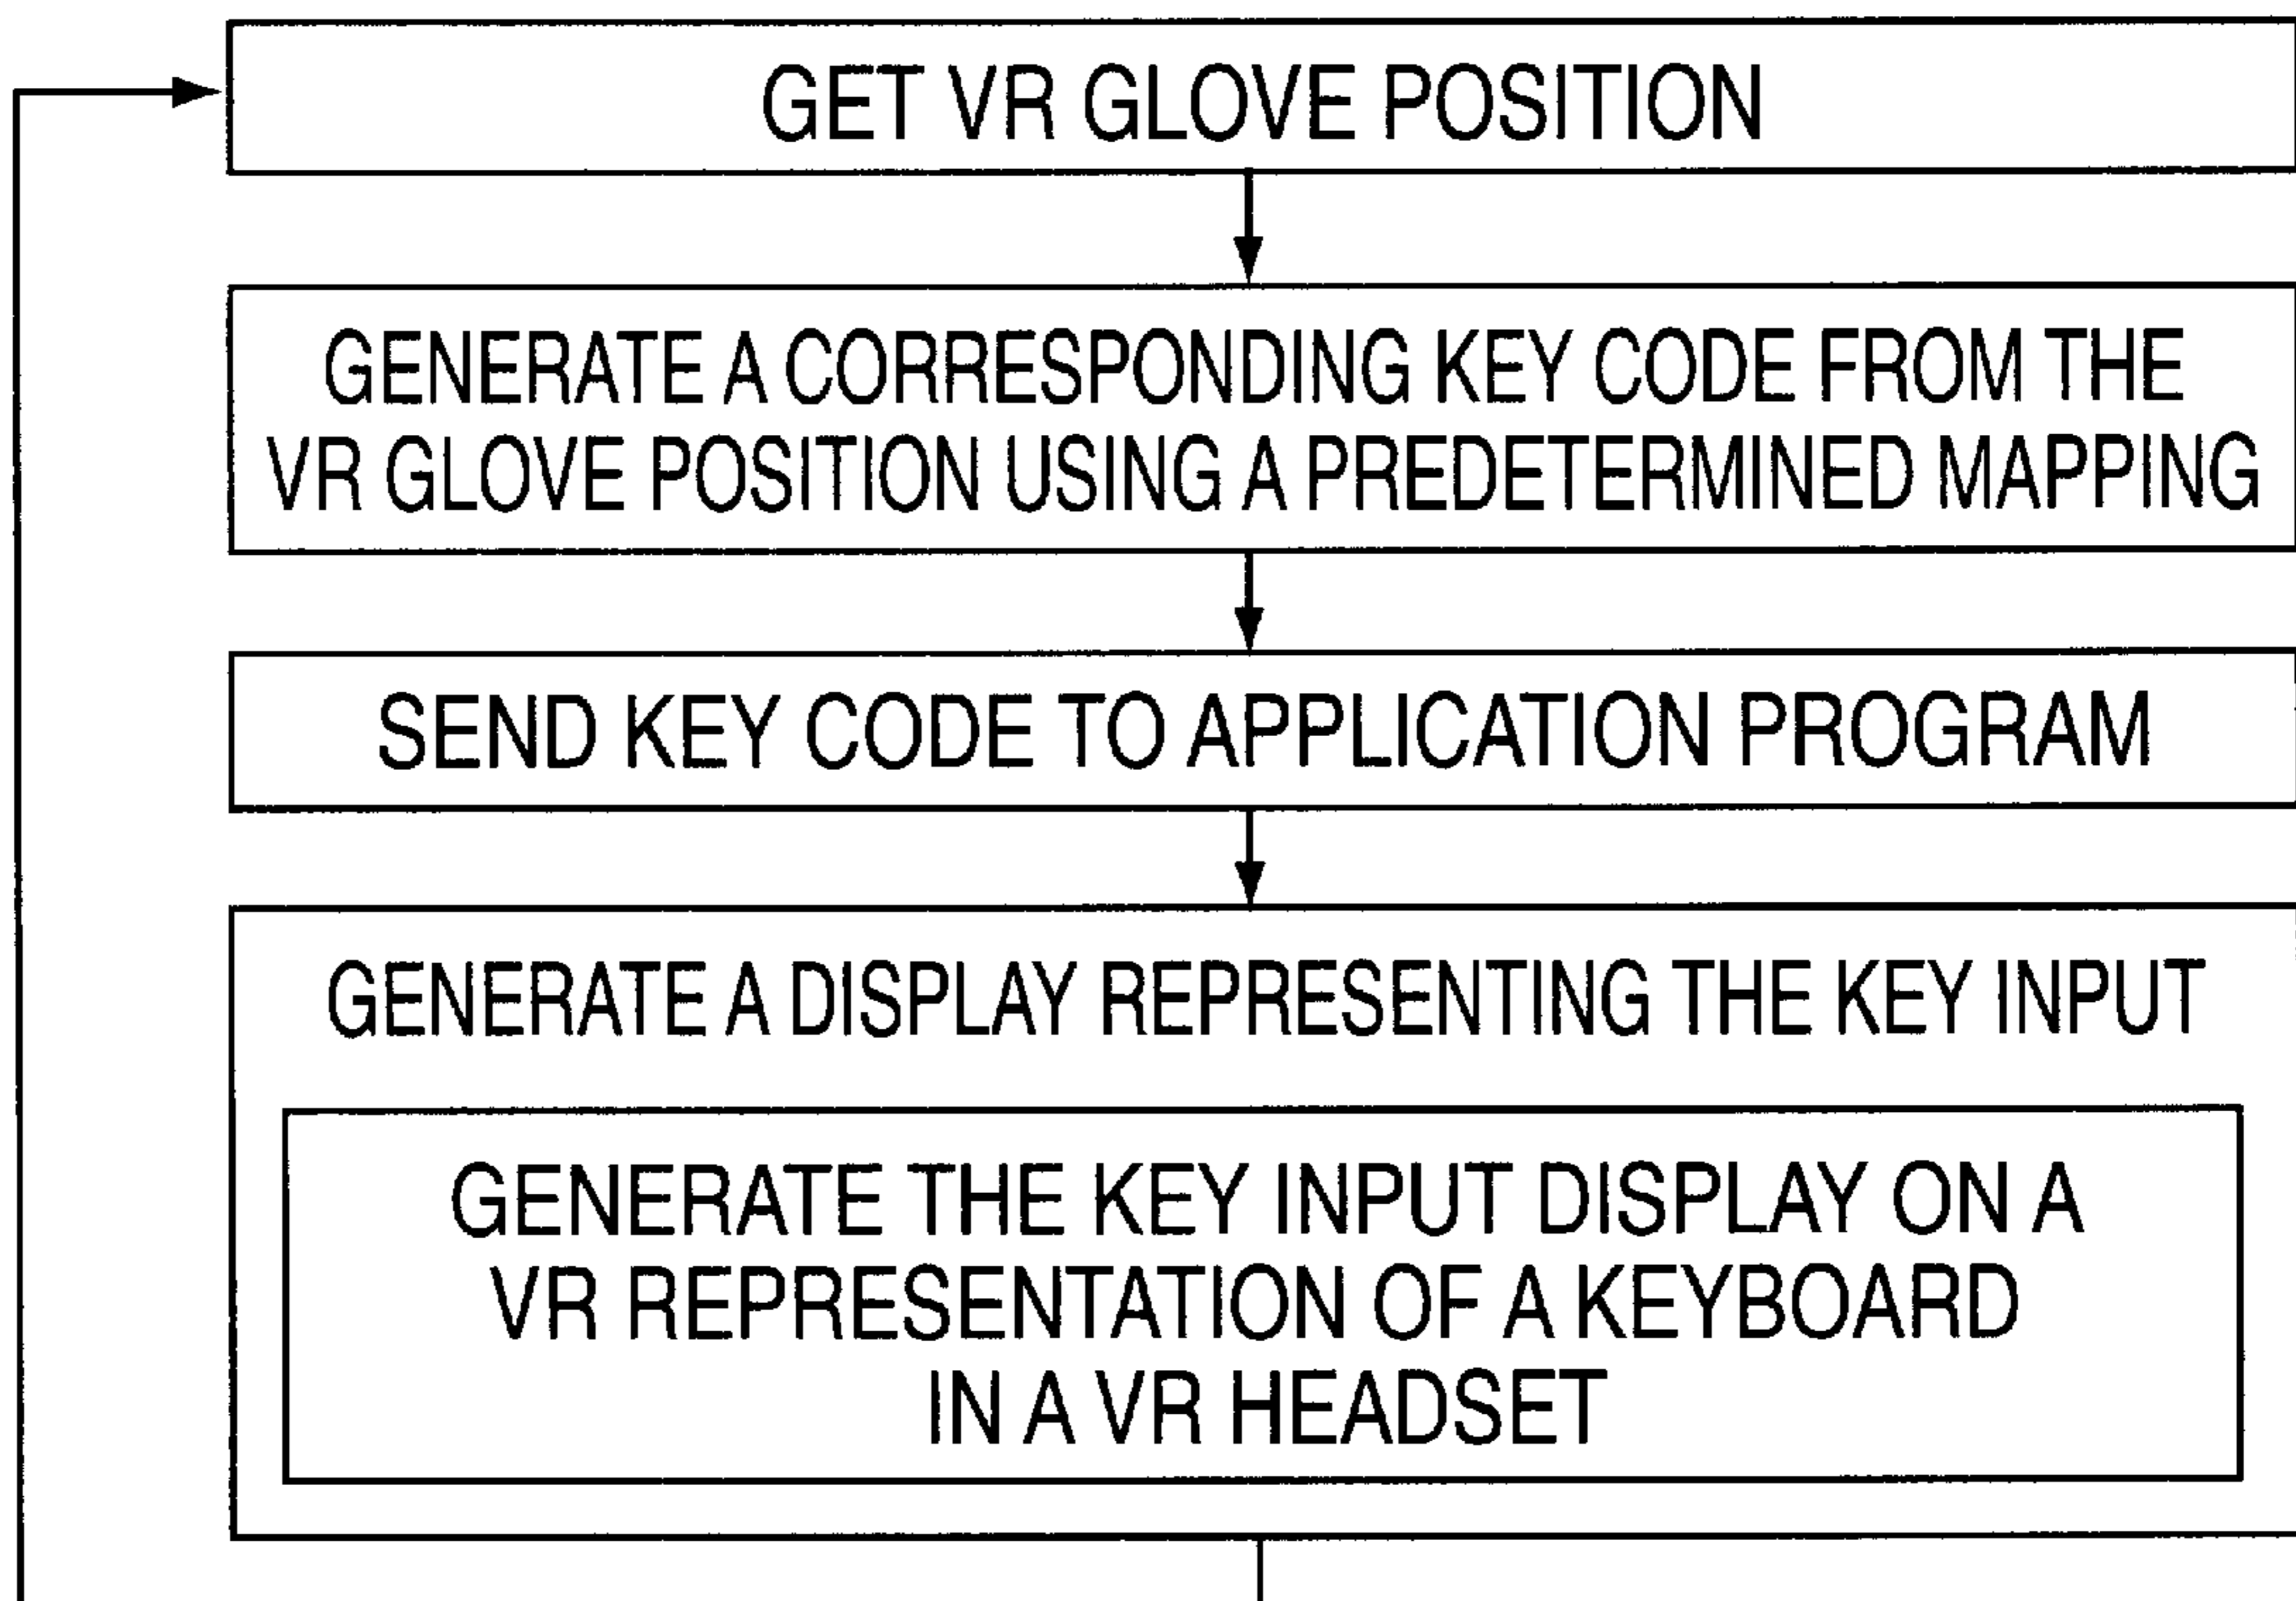 GET VR GLOVE POSITION
GENERATE A CORRESPONDING KEY CODE FROM THE
VR GLOVE POSITION USING A PREDETERMINED MAPPING
SEND KEY CODE TO APPLICATION PROGRAM
GENERATE A DISPLAY REPRESENTING THE KEY INPUT
GENERATE THE KEY INPUT DISPLAY ON A
VR REPRESENTATION OF A KEYBOARD
IN A VR HEADSET